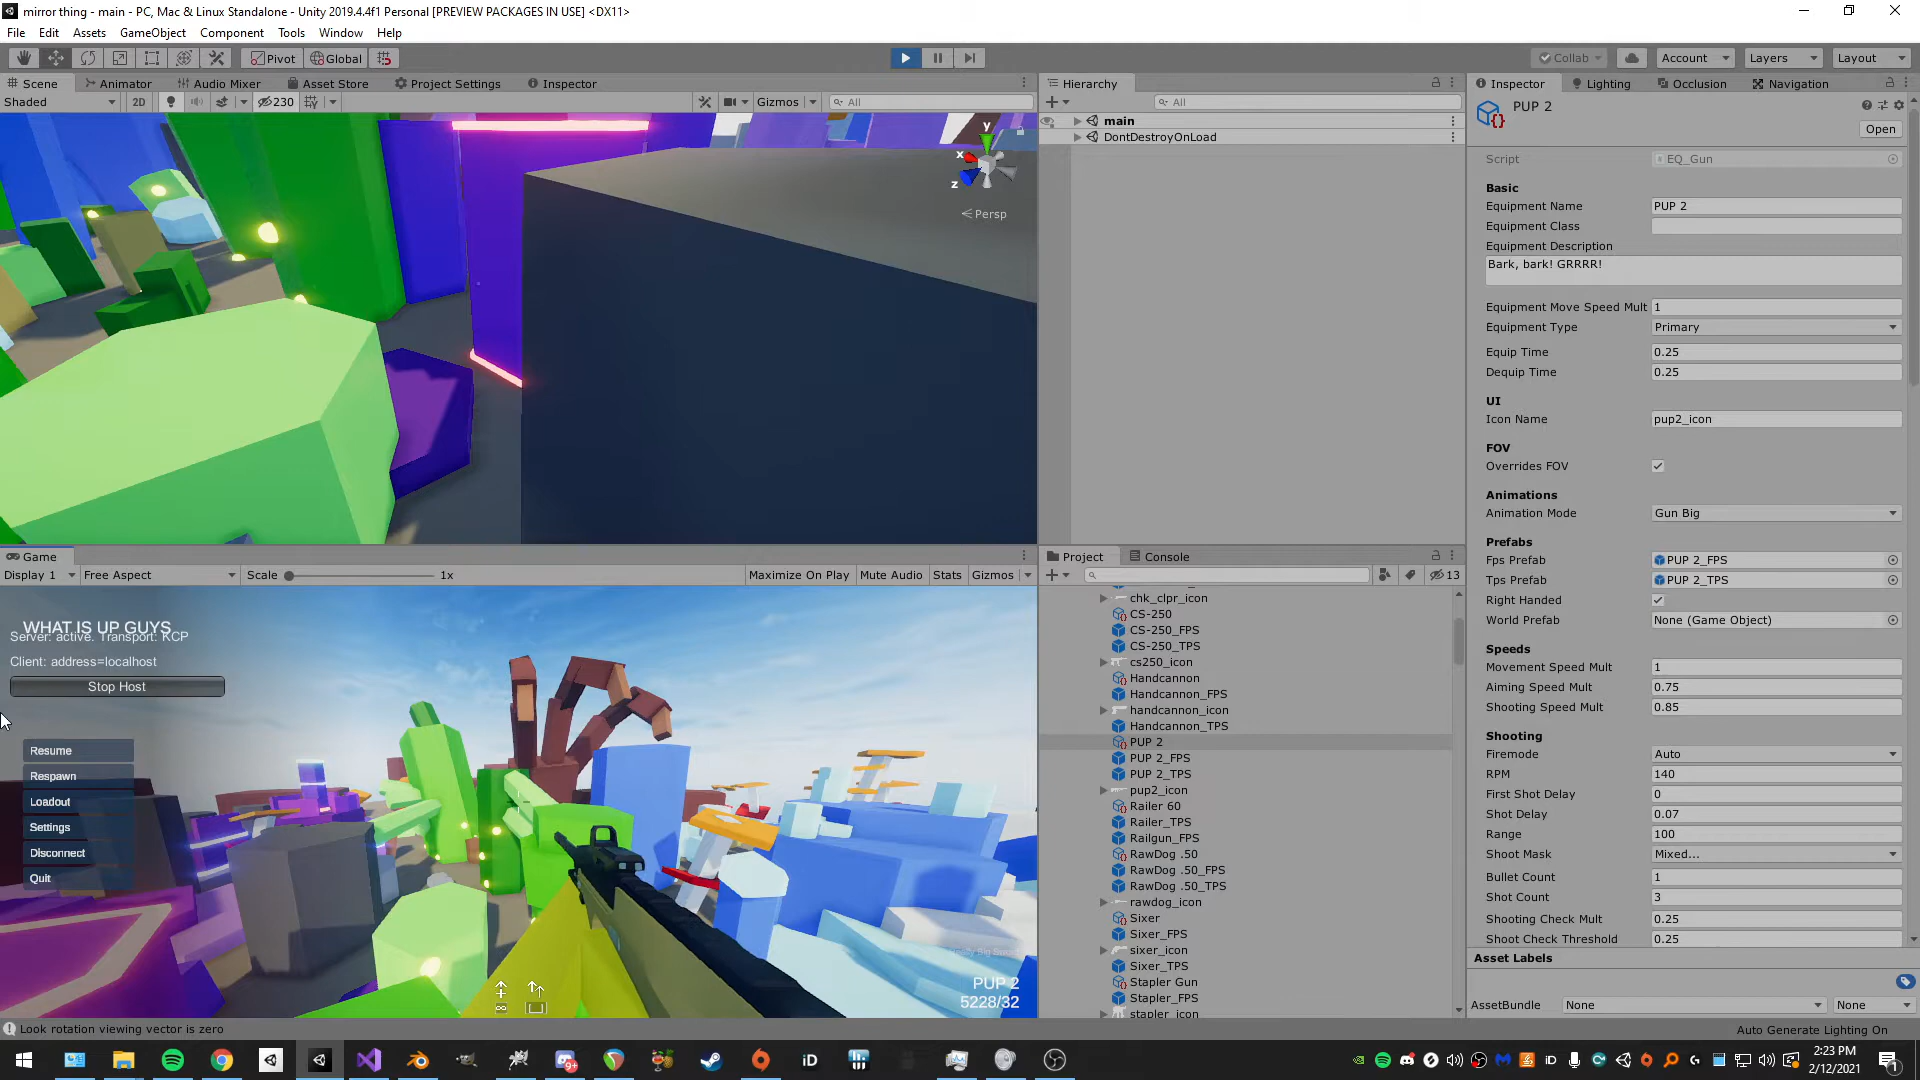 mirror thing - main - PC, Mac & Linux Standalone - Unity 2019.4.4f1 Personal [PREVIEW PACKAGES IN USE] <DX11>
File Edit Assets GameObject Component Tools Window Help
Pivot Global Collab Account Layers Layout
Scene Animator Audio Mixer Asset Store Project Settings Inspector
Shaded 2D 230 Gizmos All
y
x
z
Persp
Game
Display 1 Free Aspect Scale 1x Maximize On Play Mute Audio Stats Gizmos
WHAT IS UP GUYS
Server: active. Transport: KCP
Client: address=localhost
Stop Host
Resume
Respawn
Loadout
Settings
Disconnect
Quit
PUP 2
5228/32
Hierarchy
All
main
DontDestroyOnLoad
Project Console
13
chk_clpr_icon
CS-250
CS-250_FPS
CS-250_TPS
cs250_icon
Handcannon
Handcannon_FPS
handcannon_icon
Handcannon_TPS
PUP 2
PUP 2_FPS
PUP 2_TPS
pup2_icon
Railer 60
Railer_TPS
Railgun_FPS
RawDog .50
RawDog .50_FPS
RawDog .50_TPS
rawdog_icon
Sixer
Sixer_FPS
sixer_icon
Sixer_TPS
Stapler Gun
Stapler_FPS
stapler_icon
Inspector Lighting Occlusion Navigation
PUP 2
Open
Script EQ_Gun
Basic
Equipment Name PUP 2
Equipment Class
Equipment Description
Bark, bark! GRRRR!
Equipment Move Speed Mult 1
Equipment Type Primary
Equip Time 0.25
Dequip Time 0.25
UI
Icon Name pup2_icon
FOV
Overrides FOV
Animations
Animation Mode Gun Big
Prefabs
Fps Prefab PUP 2_FPS
Tps Prefab PUP 2_TPS
Right Handed
World Prefab None (Game Object)
Speeds
Movement Speed Mult 1
Aiming Speed Mult 0.75
Shooting Speed Mult 0.85
Shooting
Firemode Auto
RPM 140
First Shot Delay 0
Shot Delay 0.07
Range 100
Shoot Mask Mixed...
Bullet Count 1
Shot Count 3
Shooting Check Mult 0.25
Shoot Check Threshold 0.25
Asset Labels
AssetBundle None None
Look rotation viewing vector is zero
Auto Generate Lighting On
iD
2:23 PM
2/12/2021